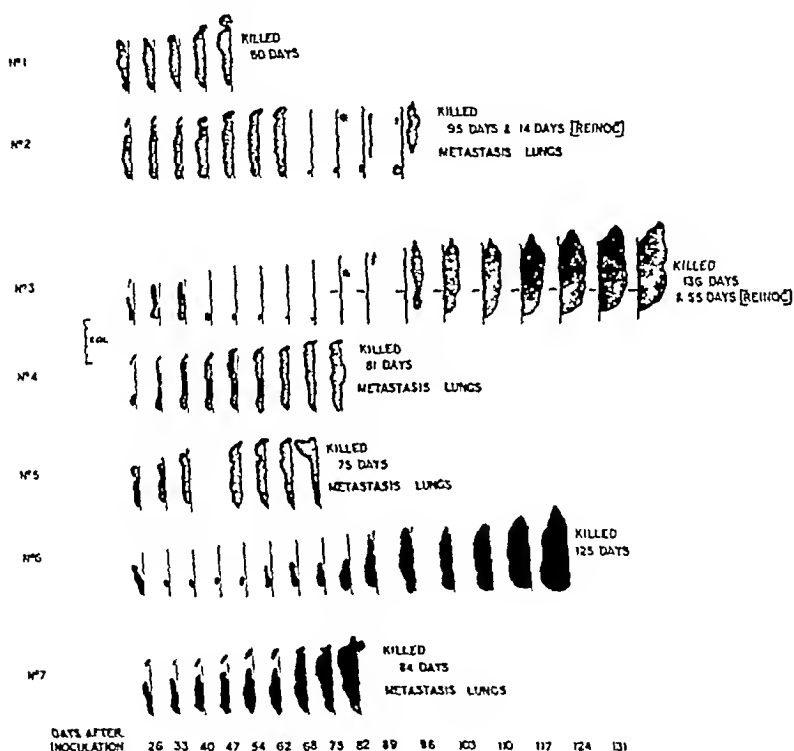 Nº1
KILLED
50 DAYS
Nº2
KILLED
95 DAYS & 14 DAYS [REINOC]
METASTASIS LUNGS
Nº3
KILLED
136 DAYS
& 55 DAYS [REINOC]
Nº4
KILLED
81 DAYS
METASTASIS LUNGS
Nº5
KILLED
75 DAYS
METASTASIS LUNGS
Nº6
KILLED
125 DAYS
Nº7
KILLED
84 DAYS
METASTASIS LUNGS
DAYS AFTER
INOCULATION 26 33 40 47 54 62 68 75 82 89 96 103 110 117 124 131